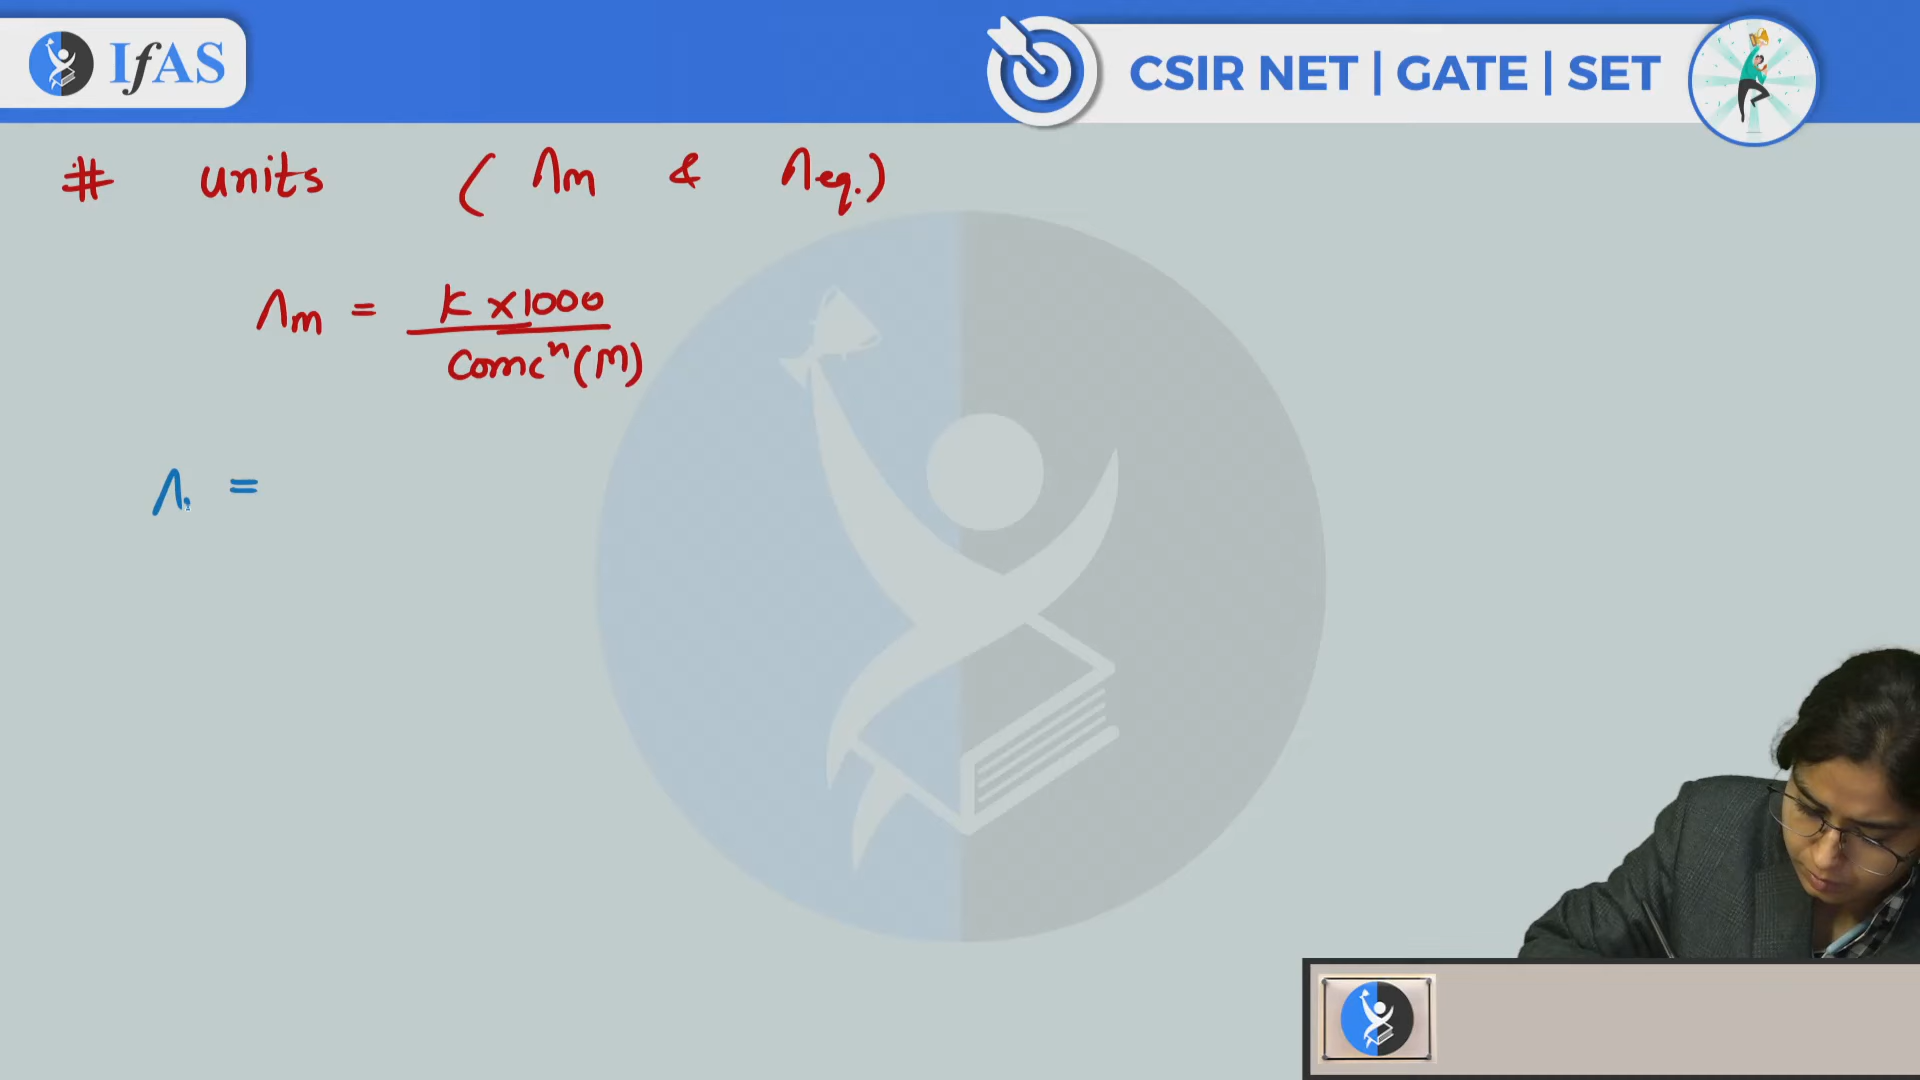 IfAS
CSIR NET | GATE | SET
# units ( Λm & Λeq.)
Λm = K × 1000
Concⁿ (M)
Λ =